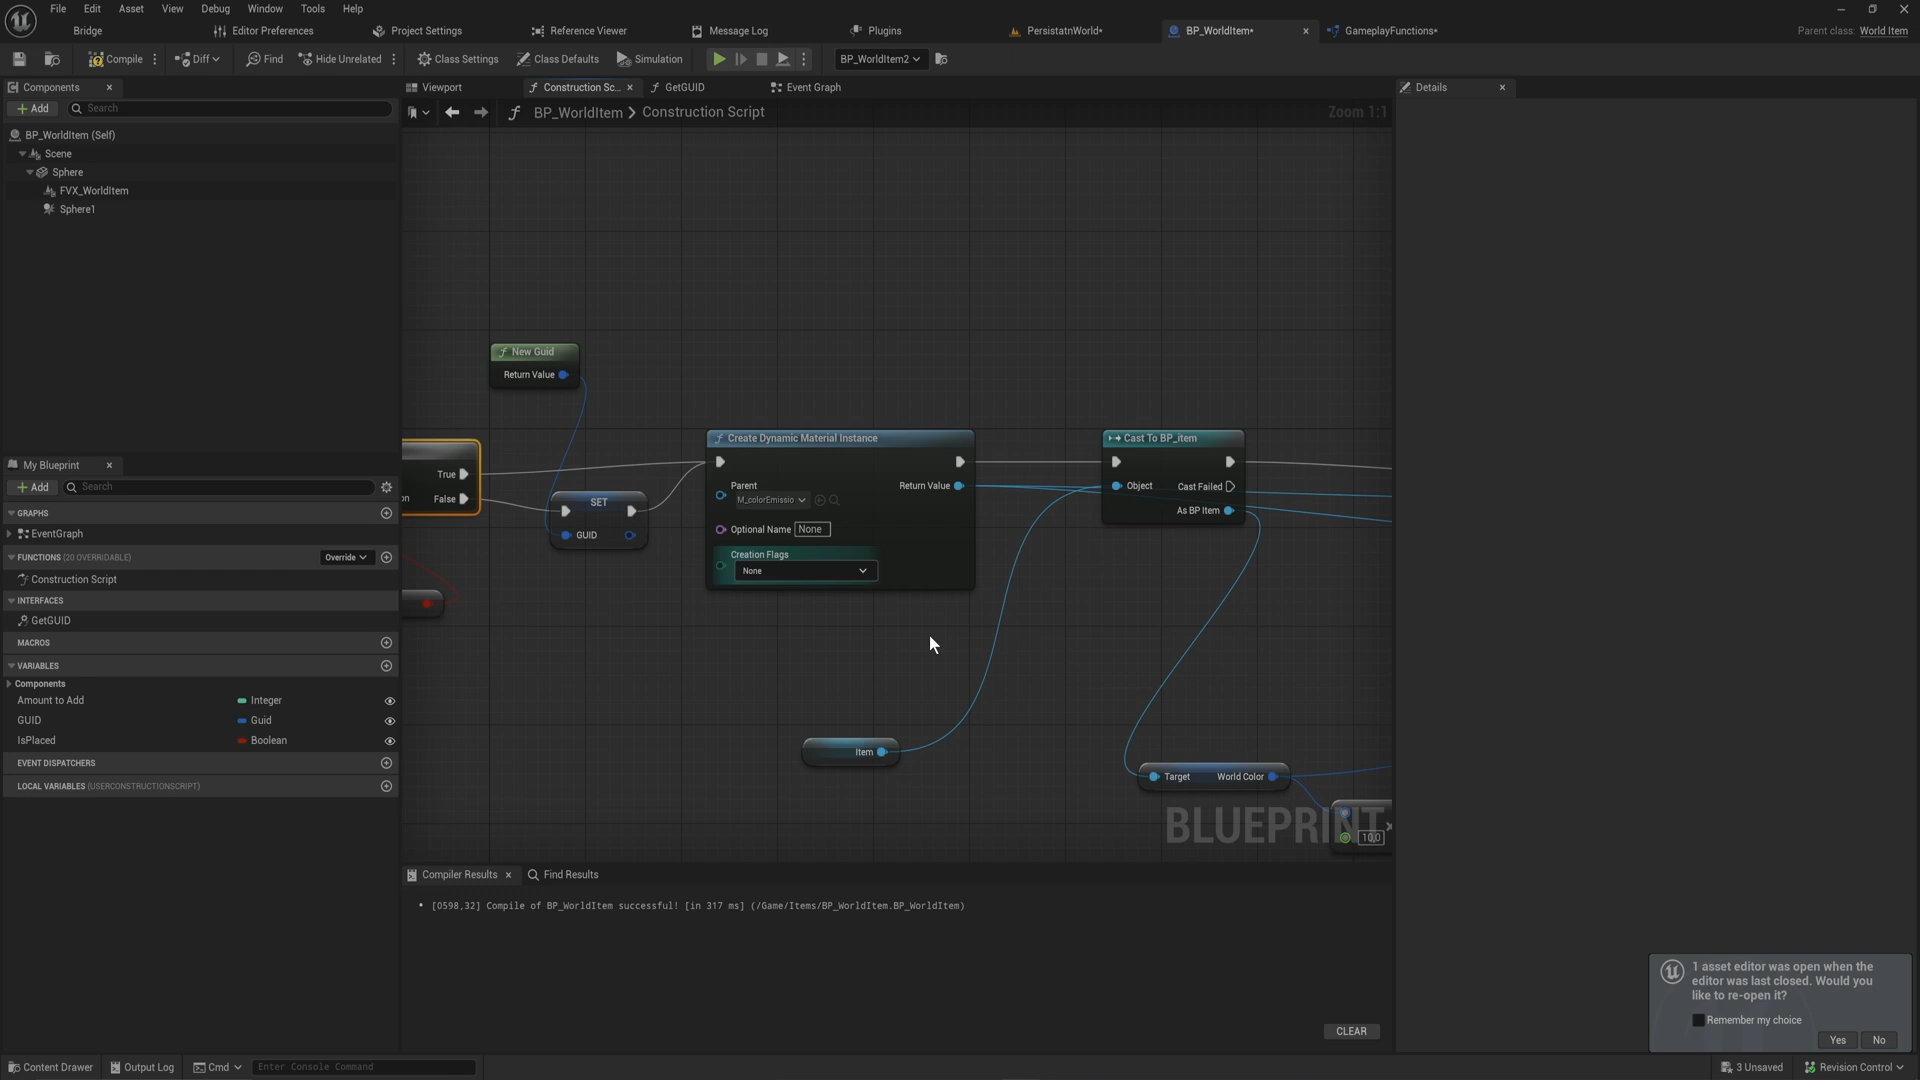 File Edit Asset View Debug Window Tools Help
Bridge Editor Preferences Project Settings Reference Viewer Message Log Plugins PersistatnWorld* BP_WorldItem* GameplayFunctions* Parent class: World Item
Compile Diff Find Hide Unrelated Class Settings Class Defaults Simulation BP_WorldItem2
Components
Viewport Construction Sc... GetGUID Event Graph
Details
Add Search
BP_WorldItem > Construction Script Zoom 1:1
BP_WorldItem (Self)
Scene
Sphere
FVX_WorldItem
Sphere1
New Guid
Return Value
Create Dynamic Material Instance
Parent
M_colorEmissio
Return Value
Optional Name None
Creation Flags
None
Cast To BP_item
Object Cast Failed
As BP Item
True
on False
SET
GUID
Item
Target World Color
10,0
BLUEPRINT
My Blueprint
Add Search
GRAPHS
EventGraph
FUNCTIONS (20 OVERRIDABLE) Override
Construction Script
INTERFACES
GetGUID
MACROS
VARIABLES
Components
Amount to Add Integer
GUID Guid
IsPlaced Boolean
EVENT DISPATCHERS
LOCAL VARIABLES (USERCONSTRUCTIONSCRIPT)
Compiler Results Find Results
[0598,32] Compile of BP_WorldItem successful! [in 317 ms] (/Game/Items/BP_WorldItem.BP_WorldItem)
CLEAR
1 asset editor was open when the
editor was last closed. Would you
like to re-open it?
Remember my choice
Yes No
Content Drawer Output Log Cmd Enter Console Command 3 Unsaved Revision Control